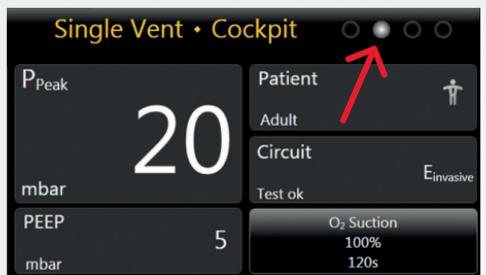 Single Vent • Cockpit
PPeak
20
mbar
Patient
Adult
Circuit
Einvasive
Test ok
PEEP
5
mbar
O₂ Suction
100%
120s